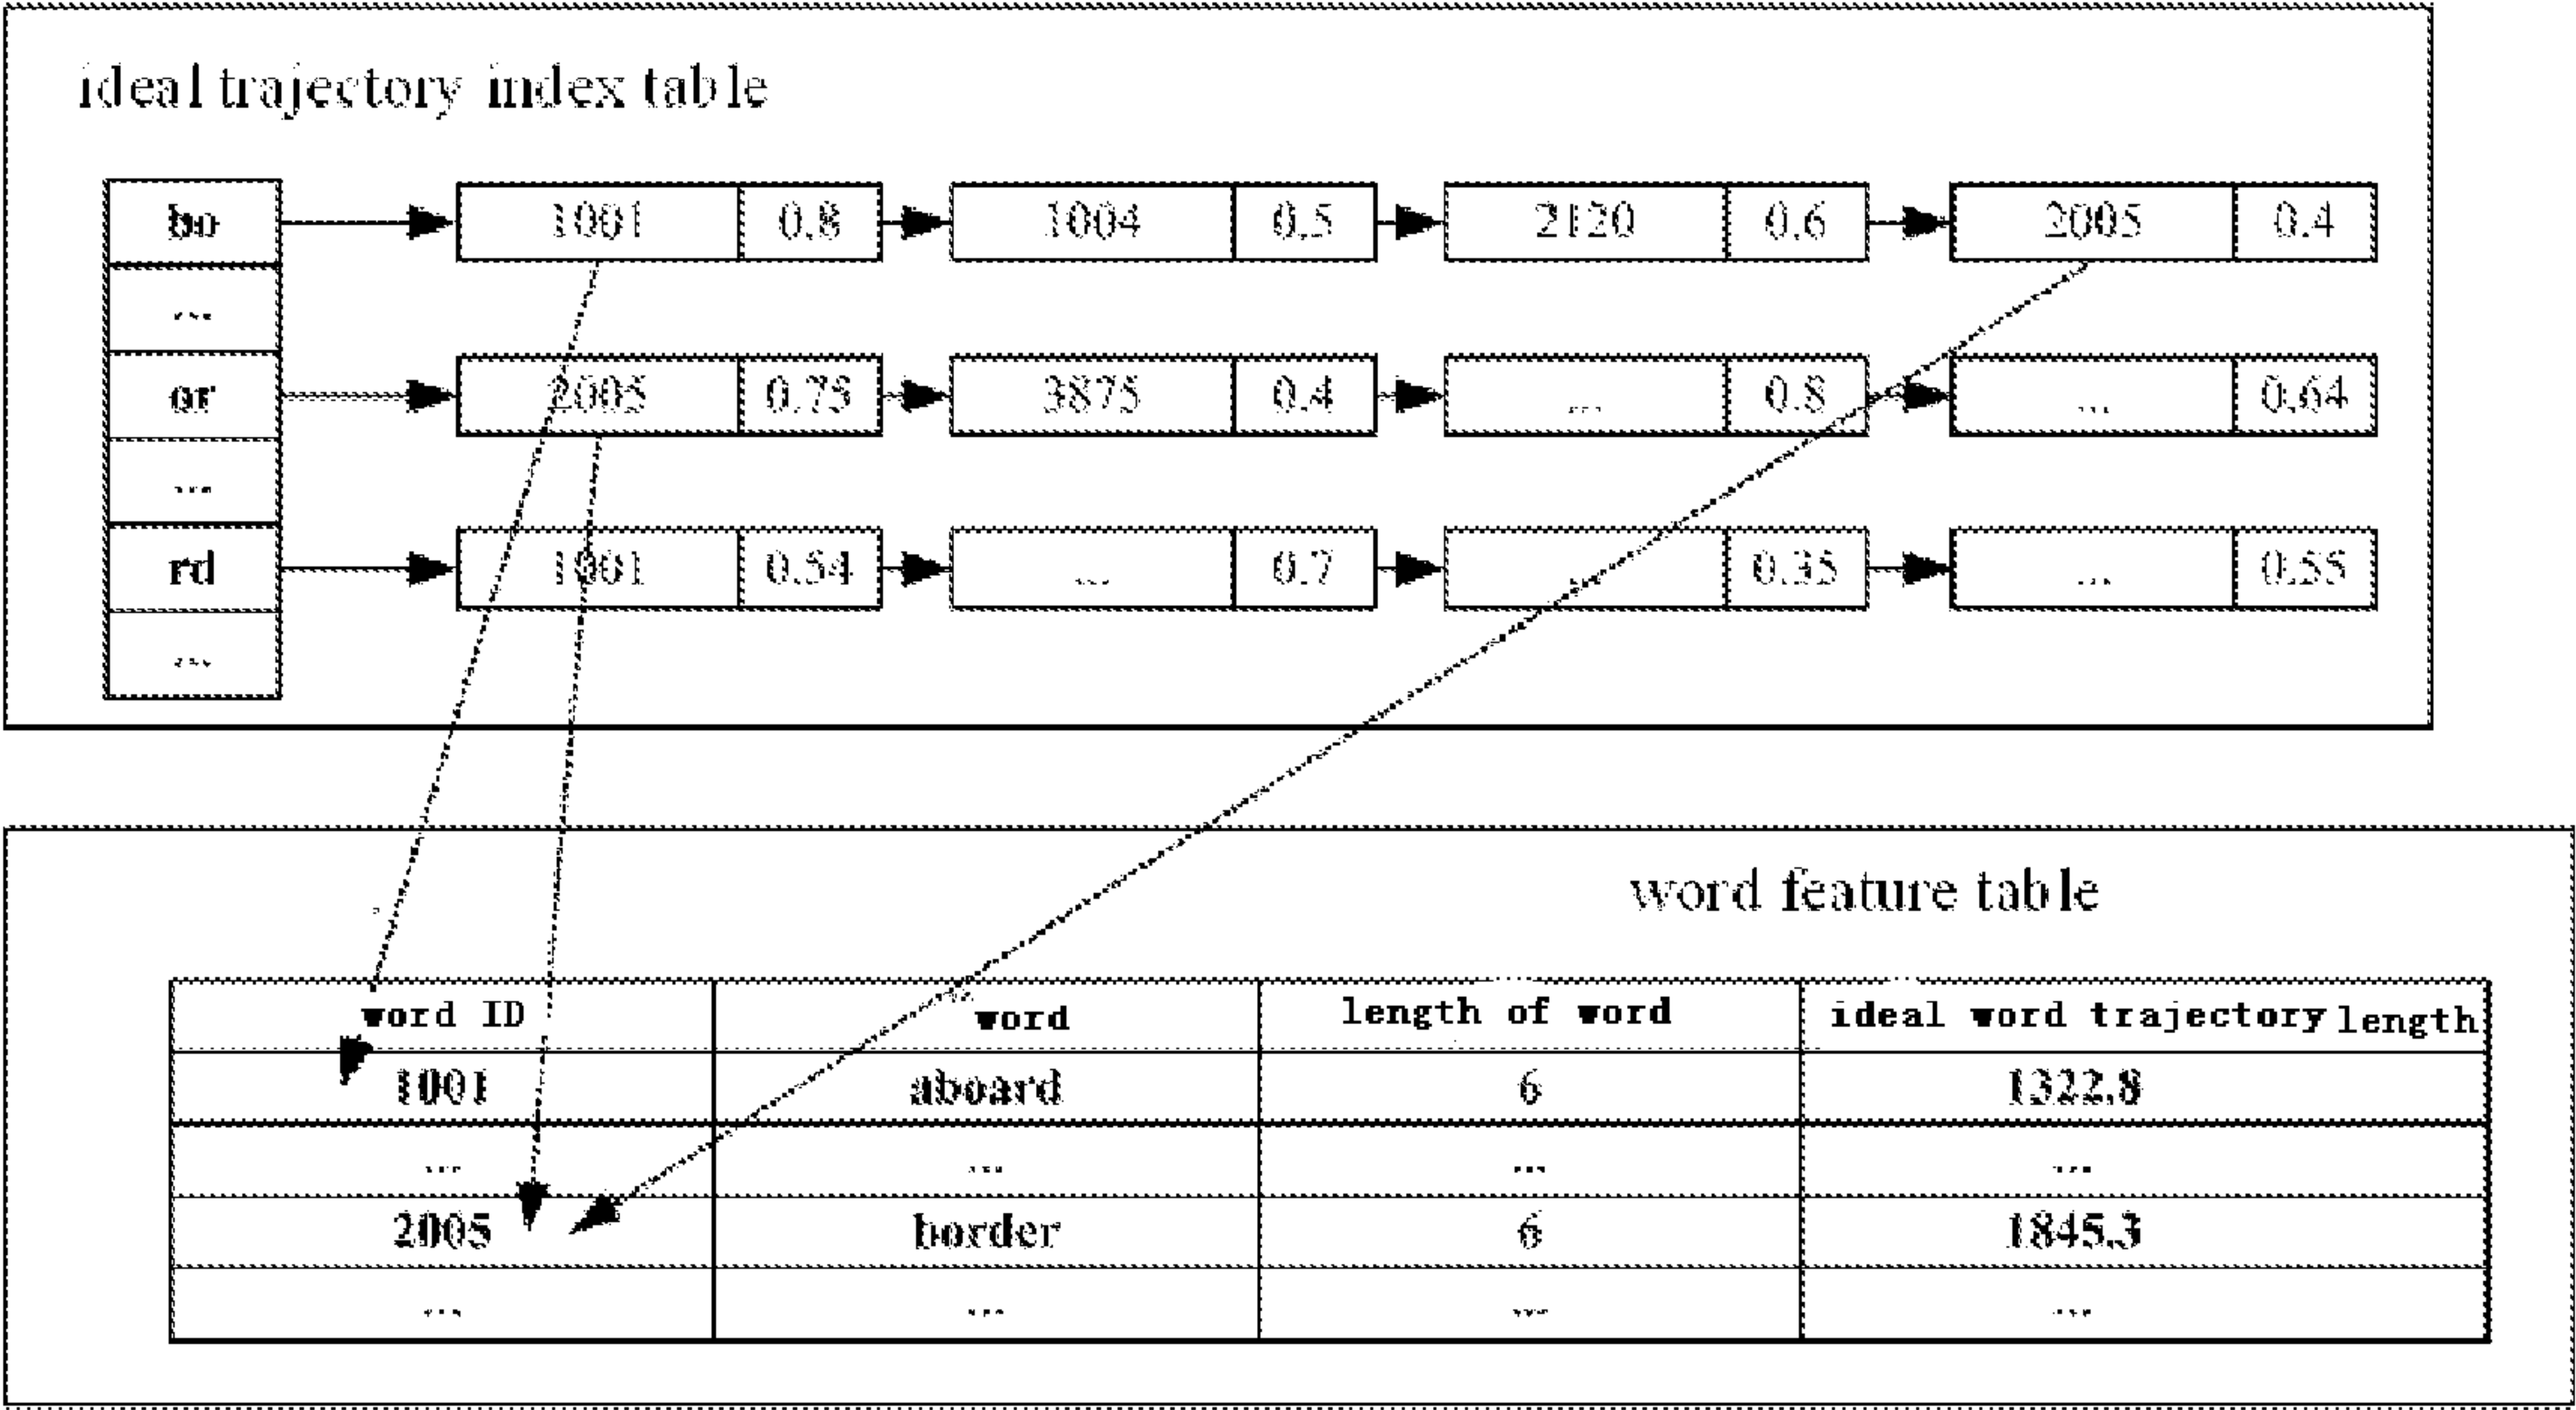 ideal trajectory index table
bo 1001 0.8 1004 0.5 2120 0.6 2005 0.4
...
or 2005 0.75 3875 0.4 ... 0.8 ... 0.64
...
rd 1001 0.54 ... 0.7 ... 0.35 ... 0.55
...
word feature table
word ID word length of word ideal word trajectory length
1001 aboard 6 1322.8
... ... ... ...
2005 border 6 1845.3
... ... ... ...